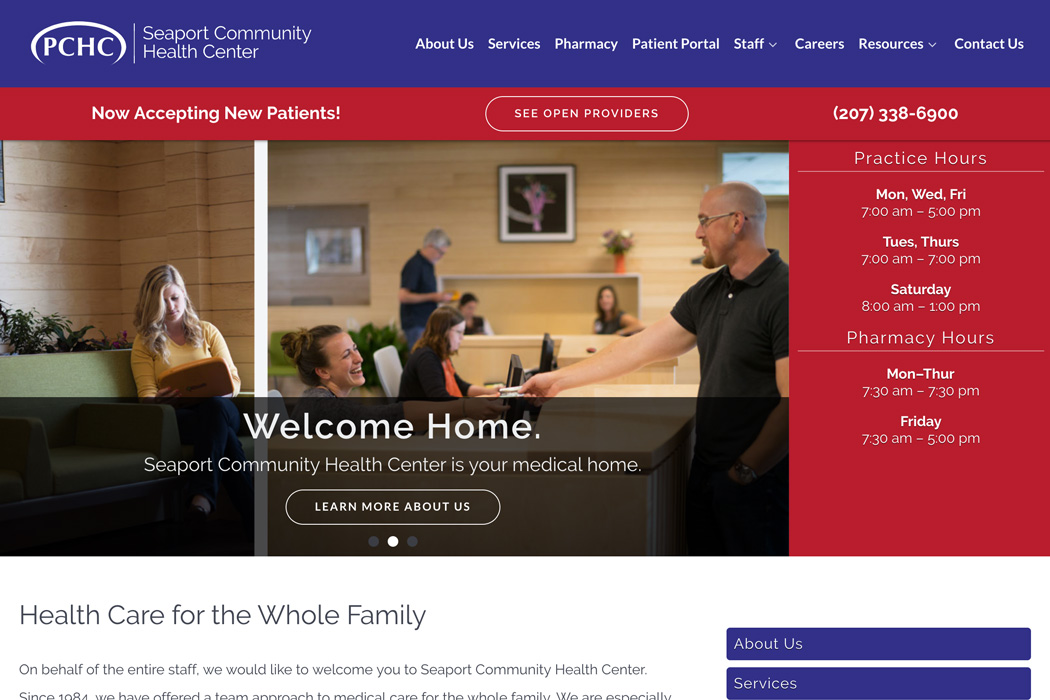 PCHC
Seaport Community
Health Center
About Us Services Pharmacy Patient Portal Staff Careers Resources Contact Us
Now Accepting New Patients!
SEE OPEN PROVIDERS
(207) 338-6900
Practice Hours
Mon, Wed, Fri
7:00 am – 5:00 pm
Tues, Thurs
7:00 am – 7:00 pm
Saturday
8:00 am – 1:00 pm
Pharmacy Hours
Mon–Thur
7:30 am – 7:30 pm
Friday
7:30 am – 5:00 pm
Welcome Home.
Seaport Community Health Center is your medical home.
LEARN MORE ABOUT US
Health Care for the Whole Family
On behalf of the entire staff, we would like to welcome you to Seaport Community Health Center.
Since 1984, we have offered a team approach to medical care for the whole family. We are especially
About Us
Services